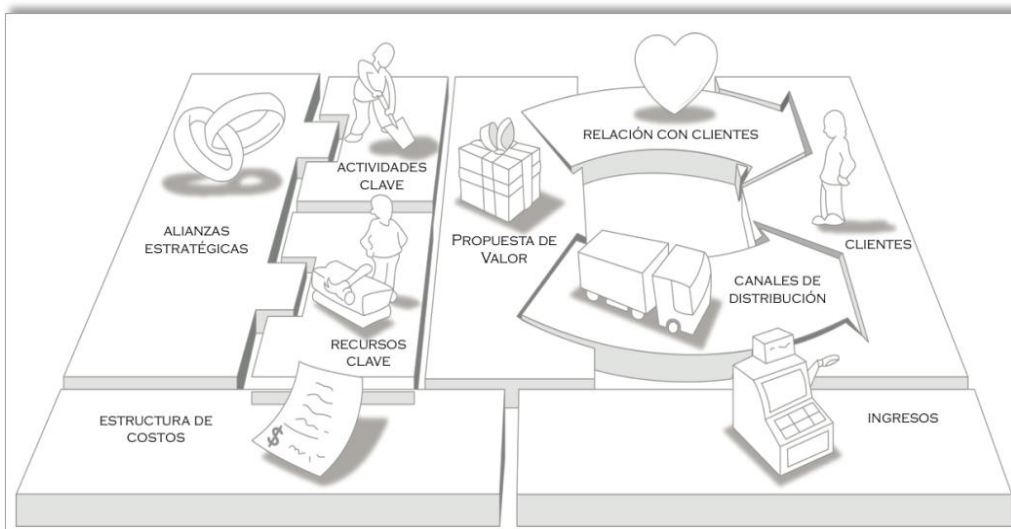 RELACIÓN CON CLIENTES
ACTIVIDADES
CLAVE
ALIANZAS
ESTRATÉGICAS
PROPUESTA DE
VALOR
CLIENTES
CANALES DE
DISTRIBUCIÓN
RECURSOS
CLAVE
ESTRUCTURA DE
COSTOS
$
INGRESOS